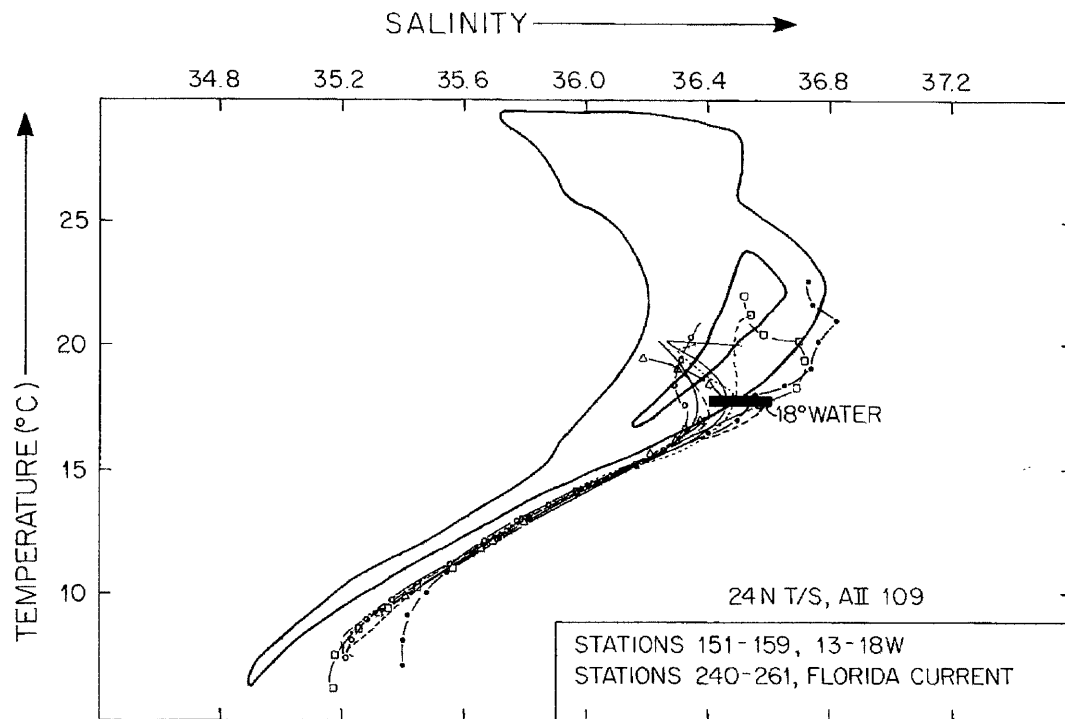 SALINITY
34.8 35.2 35.6 36.0 36.4 36.8 37.2
TEMPERATURE (°C)
25
20
15
10
18° WATER
24N T/S, AII 109
STATIONS 151-159, 13-18W
STATIONS 240-261, FLORIDA CURRENT